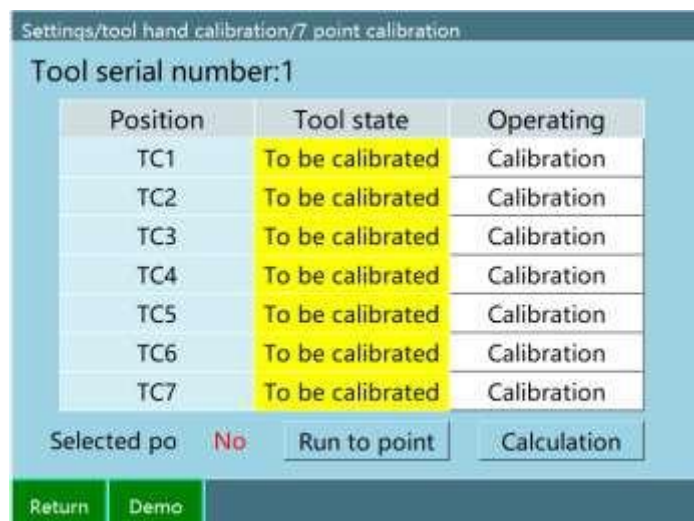 Settings/tool hand calibration/7 point calibration
Tool serial number:1
Position Tool state Operating
TC1 To be calibrated Calibration
TC2 To be calibrated Calibration
TC3 To be calibrated Calibration
TC4 To be calibrated Calibration
TC5 To be calibrated Calibration
TC6 To be calibrated Calibration
TC7 To be calibrated Calibration
Selected po No Run to point Calculation
Return Demo